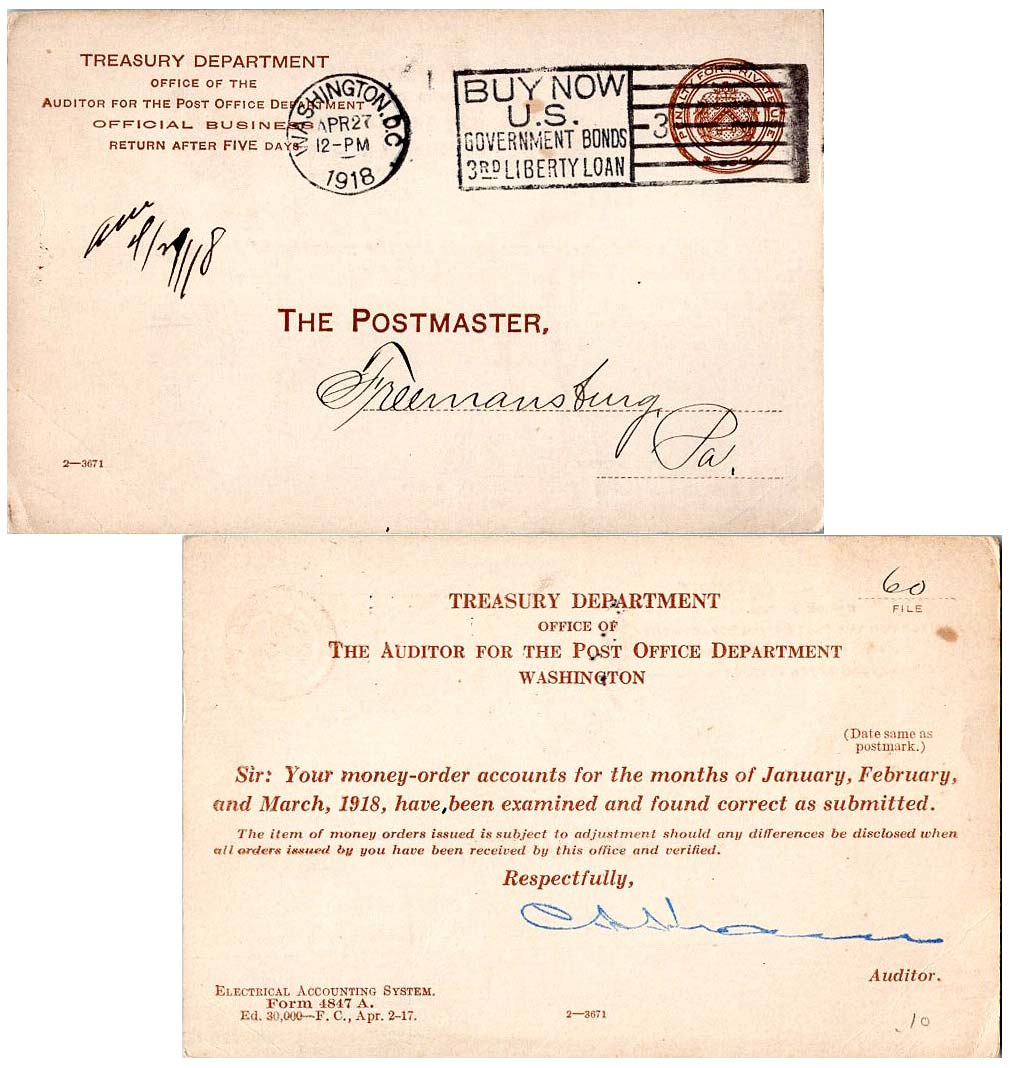 TREASURY DEPARTMENT
OFFICE OF THE
AUDITOR FOR THE POST OFFICE DEPARTMENT
OFFICIAL BUSINESS
RETURN AFTER FIVE DAYS
WASHINGTON, D.C.
APR 27
12-PM
1918
BUY NOW
U.S.
GOVERNMENT BONDS
3RD LIBERTY LOAN
3
PENALTY FOR PRIVATE USE
THE POSTMASTER,
Freemansburg,
Pa.
2—3671
60
FILE
TREASURY DEPARTMENT
OFFICE OF
THE AUDITOR FOR THE POST OFFICE DEPARTMENT
WASHINGTON
(Date same as
postmark.)
Sir: Your money-order accounts for the months of January, February,
and March, 1918, have been examined and found correct as submitted.
The item of money orders issued is subject to adjustment should any differences be disclosed when
all orders issued by you have been received by this office and verified.
Respectfully,
Auditor.
ELECTRICAL ACCOUNTING SYSTEM.
Form 4847 A.
Ed. 30,000—F. C., Apr. 2-17.
2—3671
.10